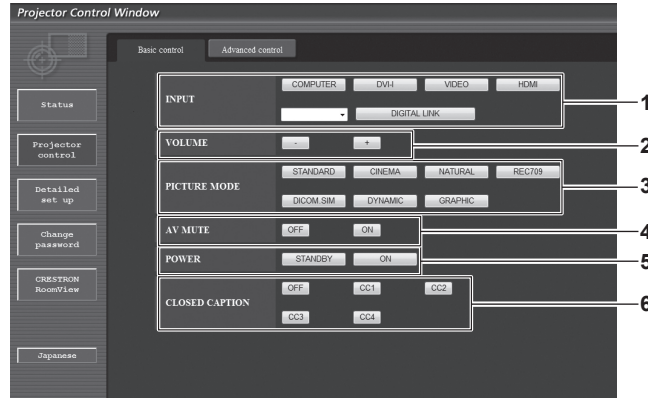 Projector Control Window
Basic control Advanced control
Status
Projector control
Detailed set up
Change password
CRESTRON RoomView
Japanese
INPUT COMPUTER DVI-I VIDEO HDMI
DIGITAL LINK
1
VOLUME - +
2
PICTURE MODE STANDARD CINEMA NATURAL REC709
DICOM.SIM DYNAMIC GRAPHIC
3
AV MUTE OFF ON
4
POWER STANDBY ON
5
CLOSED CAPTION OFF CC1 CC2
CC3 CC4
6